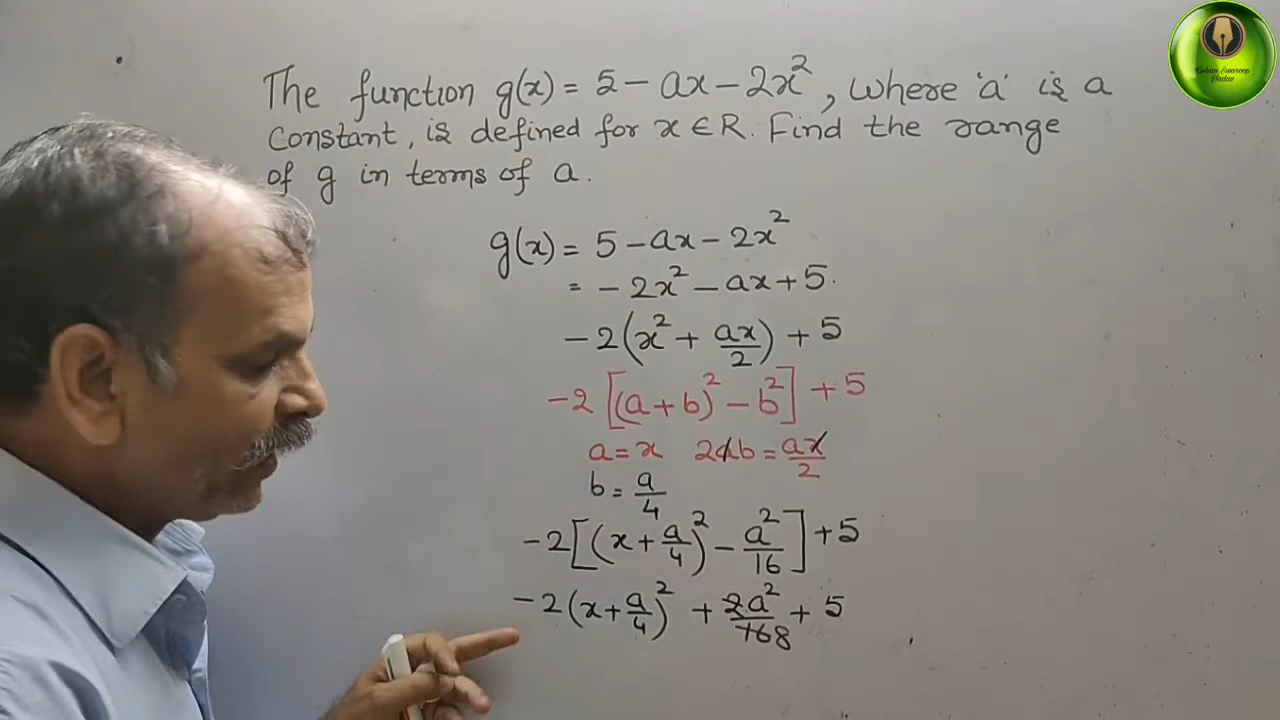 The function g(x) = 5 - ax - 2x², where 'a' is a
constant, is defined for x ∈ R. Find the range
of g in terms of a.
g(x) = 5 - ax - 2x²
= - 2x² - ax + 5.
-2(x² + ax/2) + 5
-2[(a+b)² - b²] + 5
a = x 2xb = ax/2
b = a/4
-2[(x + a/4)² - a²/16] + 5
-2(x + a/4)² + 2a²/16 8 + 5